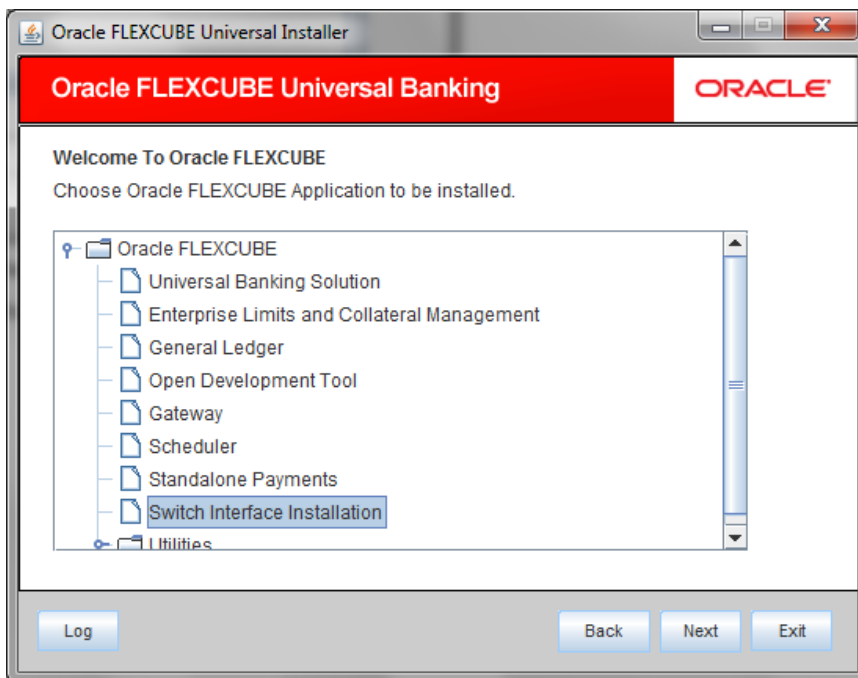 Oracle FLEXCUBE Universal Installer
Oracle FLEXCUBE Universal Banking
ORACLE
Welcome To Oracle FLEXCUBE
Choose Oracle FLEXCUBE Application to be installed.
Oracle FLEXCUBE
Universal Banking Solution
Enterprise Limits and Collateral Management
General Ledger
Open Development Tool
Gateway
Scheduler
Standalone Payments
Switch Interface Installation
Utilities
Log Back Next Exit